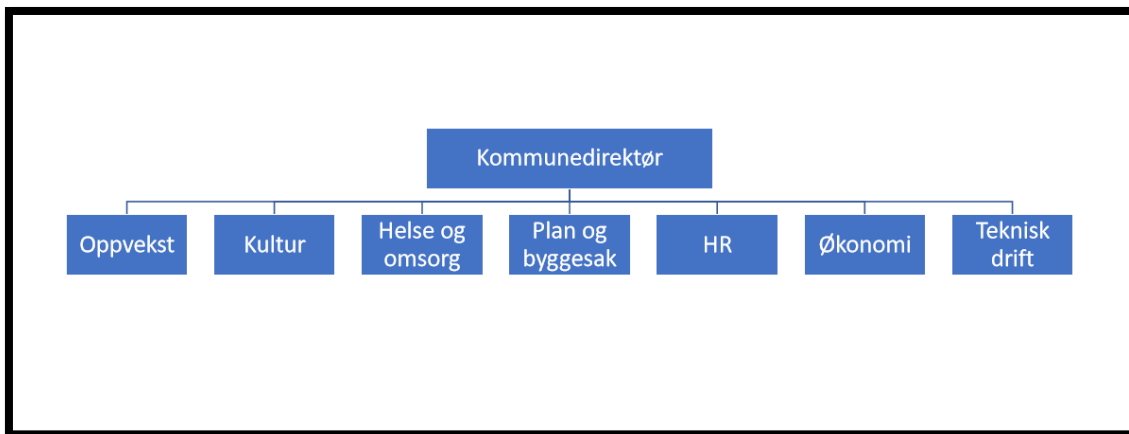 Kommunedirektør
Oppvekst
Kultur
Helse og
omsorg
Plan og
byggesak
HR
Økonomi
Teknisk
drift